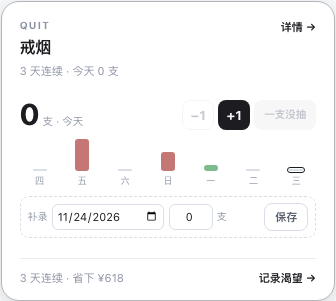 QUIT
详情 →
戒烟
3 天连续 · 今天 0 支
0 支 · 今天
−1
+1
一支没抽
四 五 六 日 一 二 三
补录 11/24/2026 0 支 保存
3 天连续 · 省下 ¥618
记录渴望 →